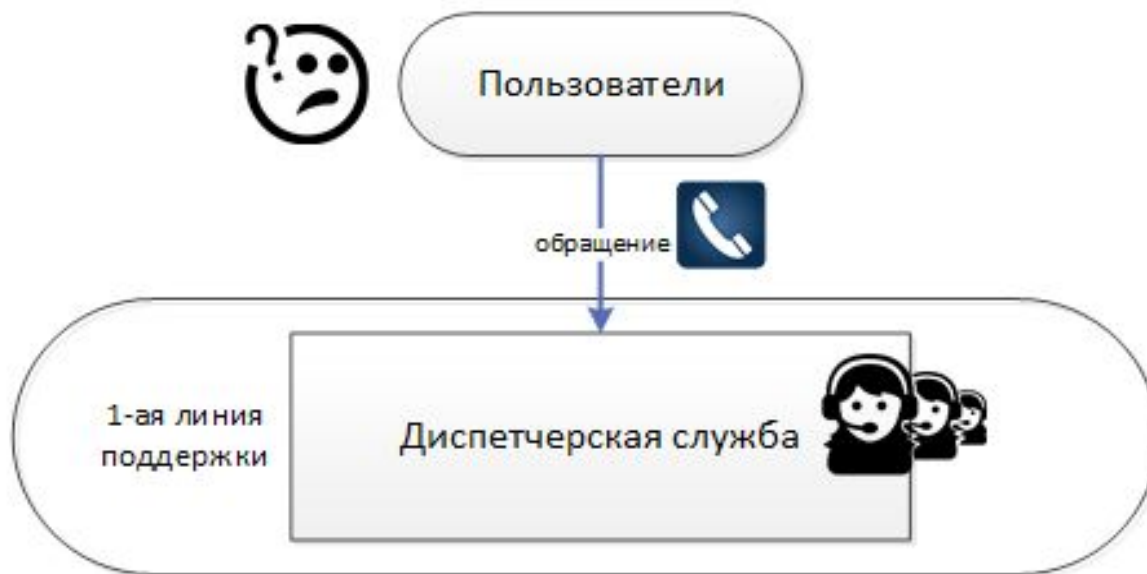 Пользователи
обращение
1-ая линия
поддержки
Диспетчерская служба